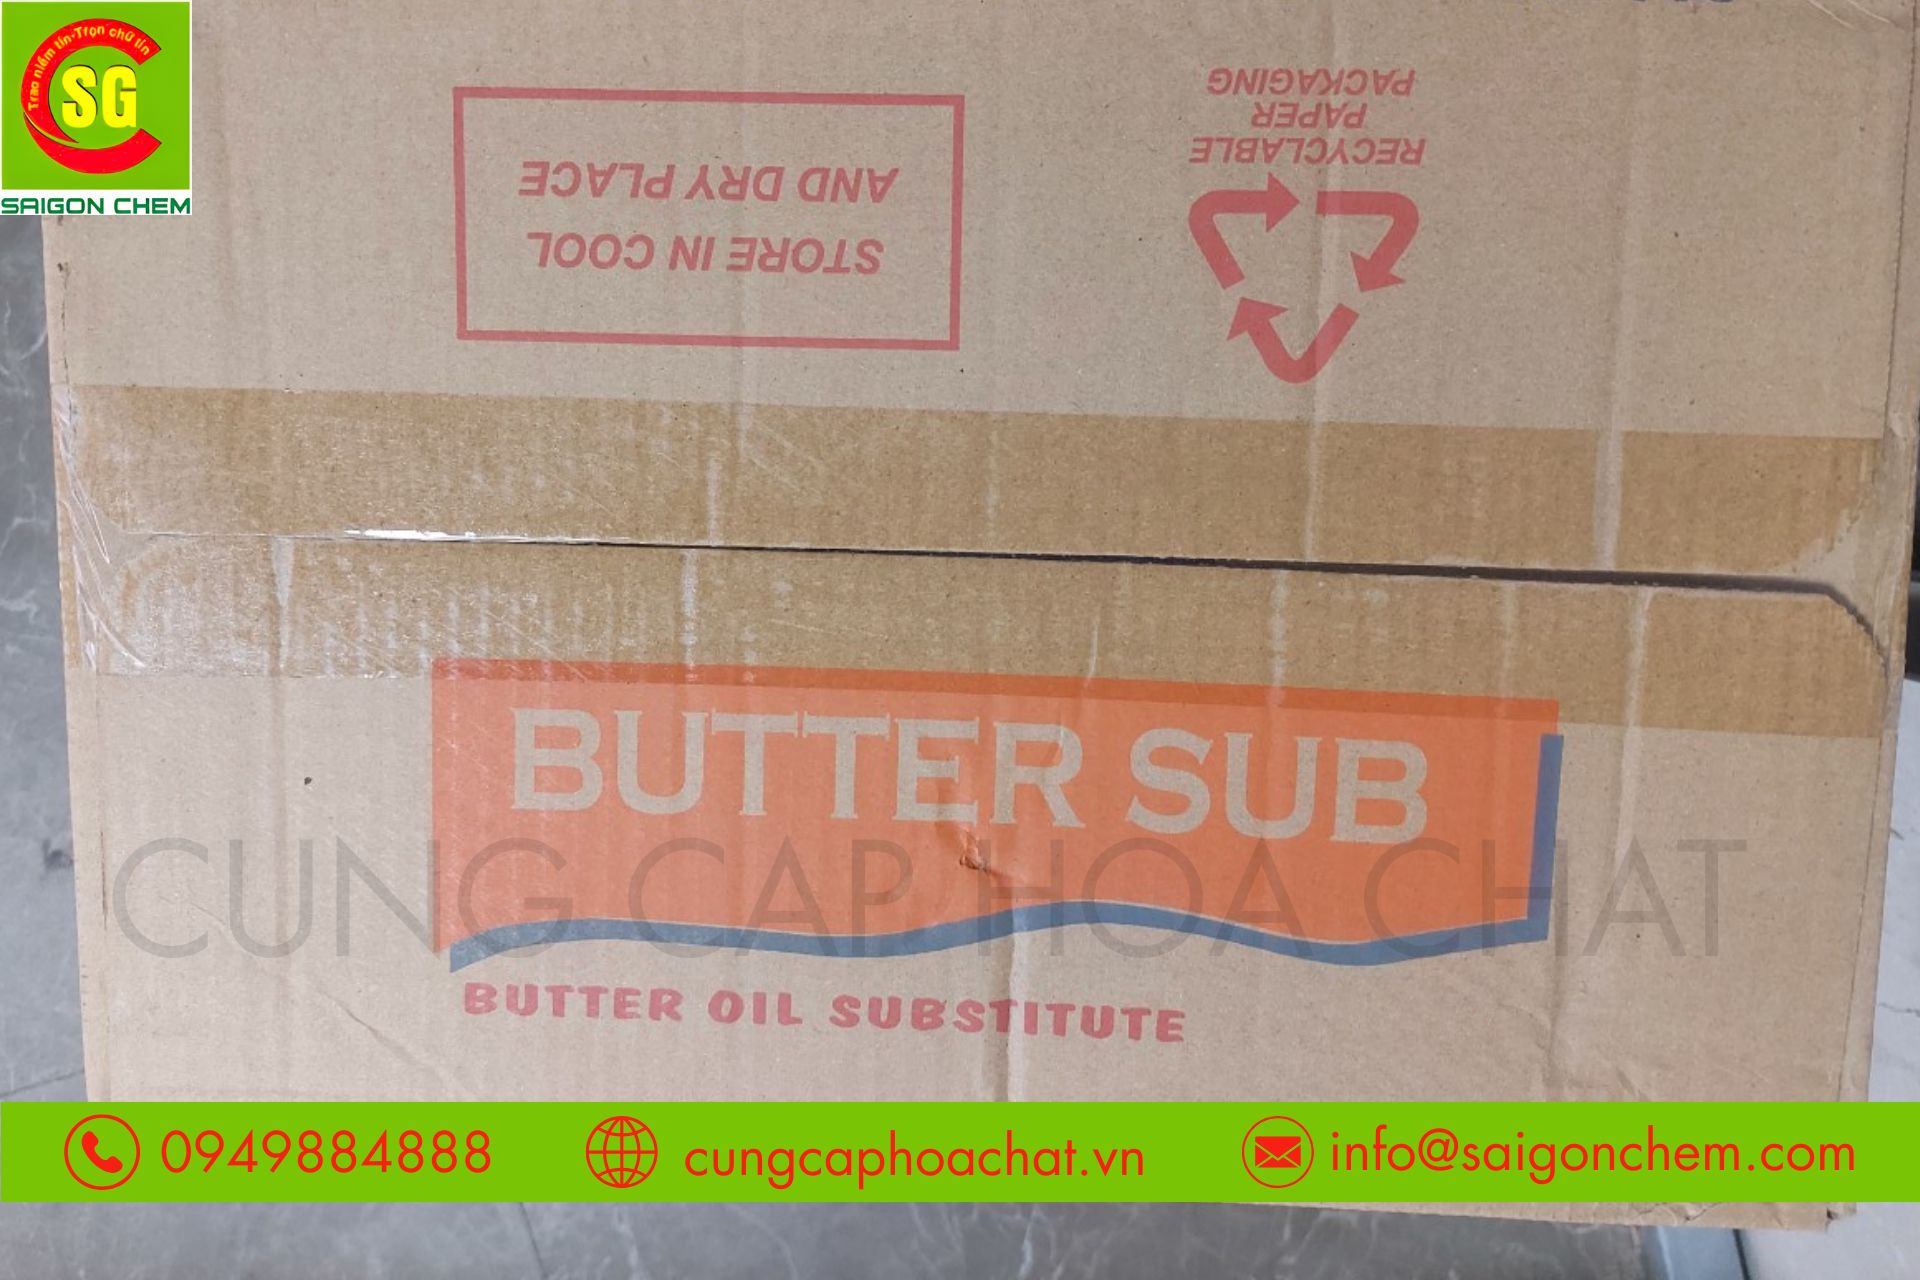 Trao niềm tin-Trọn chữ tín
SG
SAIGON CHEM
RECYCLABLE
PAPER
PACKAGING
STORE IN COOL
AND DRY PLACE
BUTTER SUB
CUNG CAP HOA CHAT
BUTTER OIL SUBSTITUTE
0949884888
cungcaphoachat.vn
info@saigonchem.com